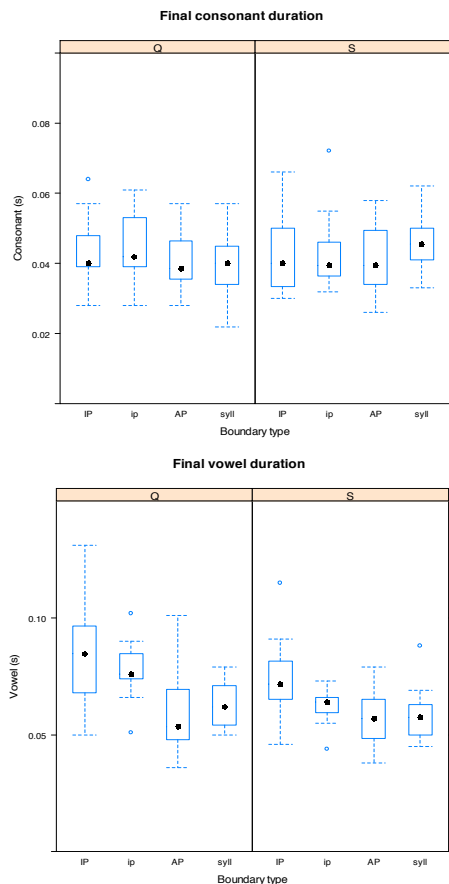 Final consonant duration
Q S
0.08
0.06
0.04
0.02
Consonant (s)
IP ip AP syll IP ip AP syll
Boundary type
Final vowel duration
Q S
0.10
0.05
Vowel (s)
IP ip AP syll IP ip AP syll
Boundary type